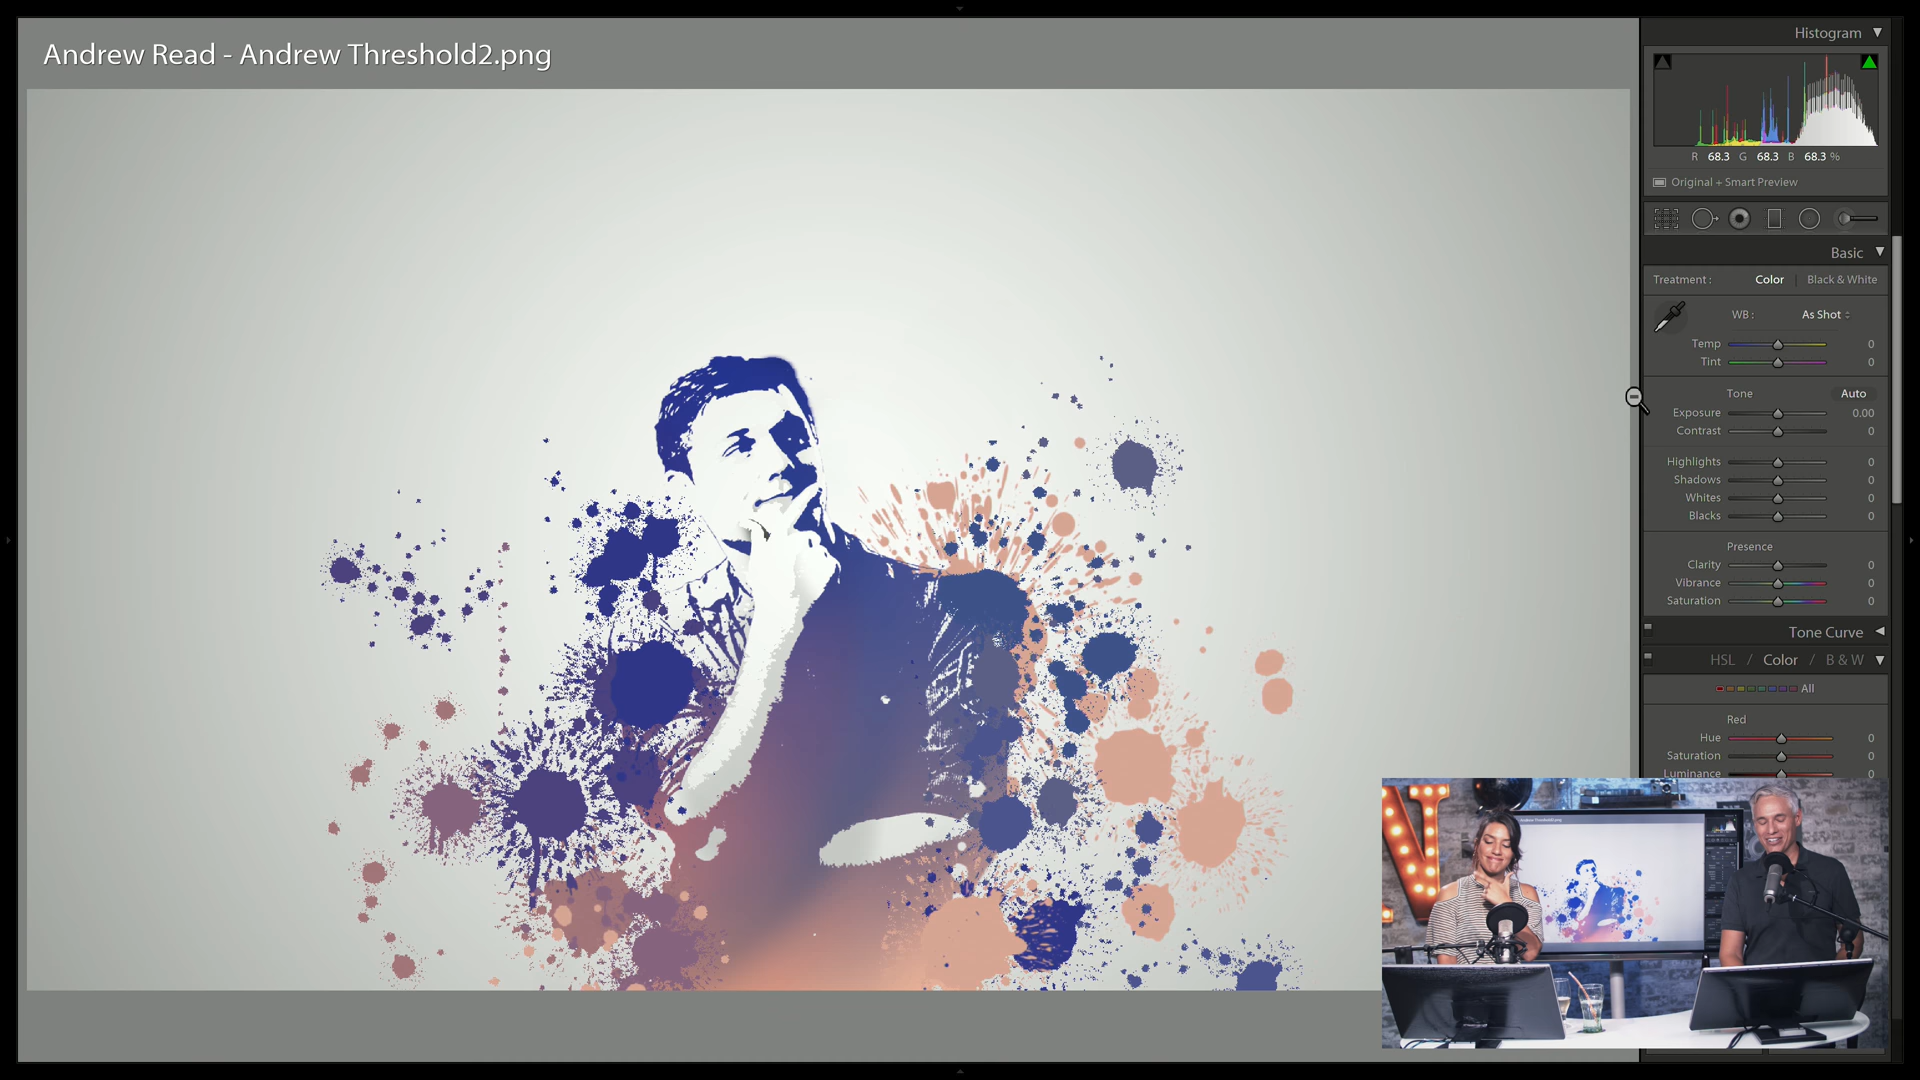 Andrew Read - Andrew Threshold2.png
Histogram
R 68.3 G 68.3 B 68.3 %
Original + Smart Preview
Basic
Treatment : Color Black & White
WB : As Shot
Temp 0
Tint 0
Tone Auto
Exposure 0.00
Contrast 0
Highlights 0
Shadows 0
Whites 0
Blacks 0
Presence
Clarity 0
Vibrance 0
Saturation 0
Tone Curve
HSL / Color / B & W
All
Red
Hue 0
Saturation 0
Luminance 0
N